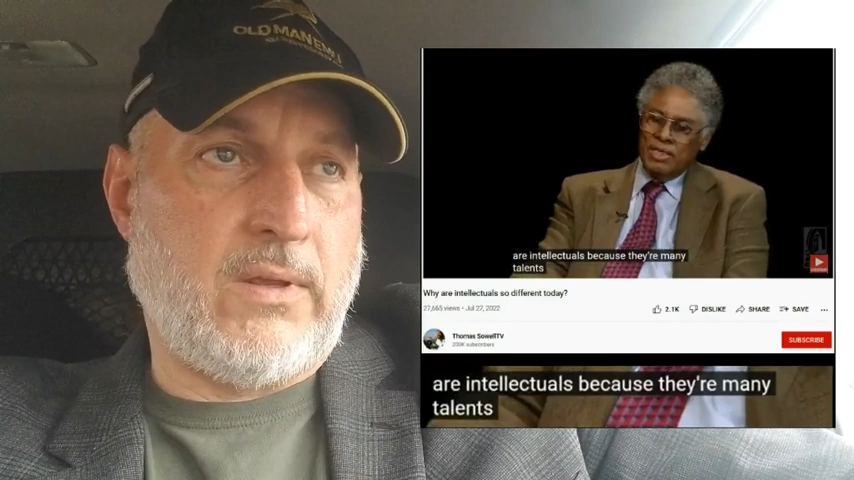 OLD MAN EMU
are intellectuals because they're many
talents
Why are intellectuals so different today?
27,665 views • Jul 27, 2022
2.1K
DISLIKE
SHARE
SAVE
Thomas SowellTV
200K subscribers
SUBSCRIBE
are intellectuals because they're many
talents